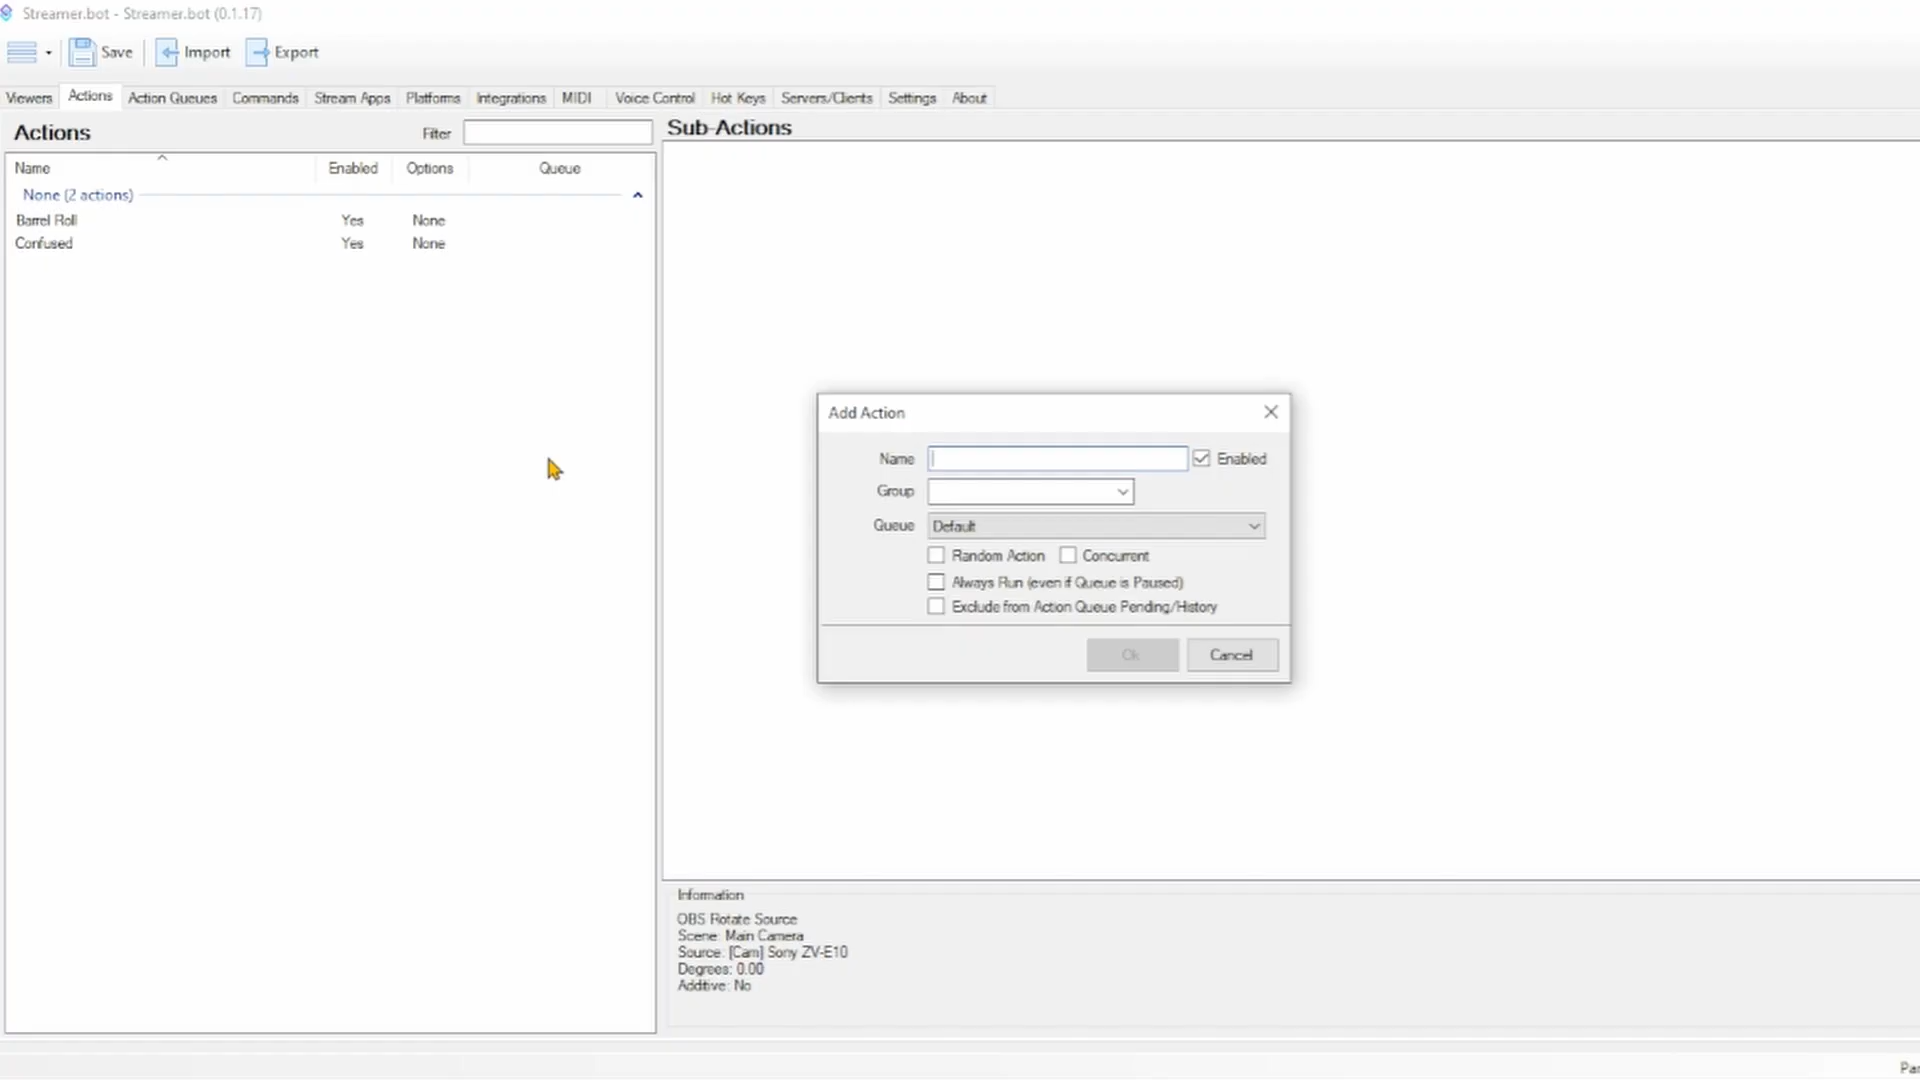 Streamer.bot - Streamer.bot (0.1.17)
Save Import Export
Viewers Actions Action Queues Commands Stream Apps Platforms Integrations MIDI Voice Control Hot Keys Servers/Clients Settings About
Actions Filter
Sub-Actions
Name Enabled Options Queue
None (2 actions)
Barrel Roll Yes None
Confused Yes None
Add Action
Name Enabled
Group
Queue Default
Random Action Concurrent
Always Run (even if Queue is Paused)
Exclude from Action Queue Pending/History
Ok Cancel
Information
OBS Rotate Source
Scene: Main Camera
Source: [Cam] Sony ZV-E10
Degrees: 0.00
Additive: No